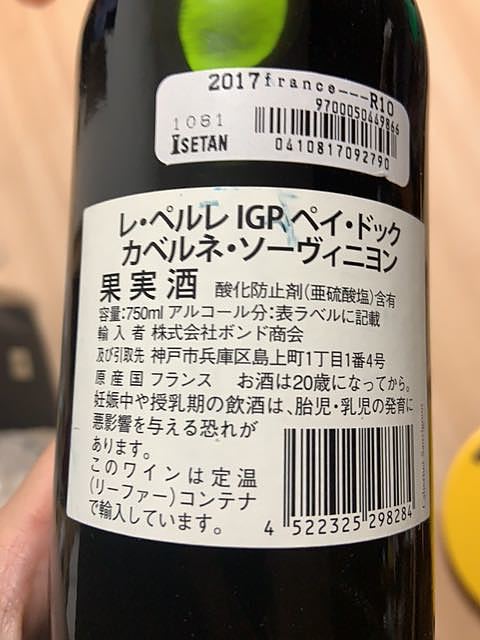 2017france---R10
9700050449866
1081
ISETAN
0410817092790
レ・ペルレ IGP ペイ・ドック
カベルネ・ソーヴィニヨン
果実酒 酸化防止剤(亜硫酸塩)含有
容量:750ml アルコール分:表ラベルに記載
輸入者 株式会社ボンド商会
及び引取先 神戸市兵庫区島上町1丁目1番4号
原産国 フランス お酒は20歳になってから。
妊娠中や授乳期の飲酒は、胎児・乳児の発育に
悪影響を与える恐れが
あります。
このワインは定温
(リーファー)コンテナ
で輸入しています。
4 522325 298284
Cabernet Sauvignon